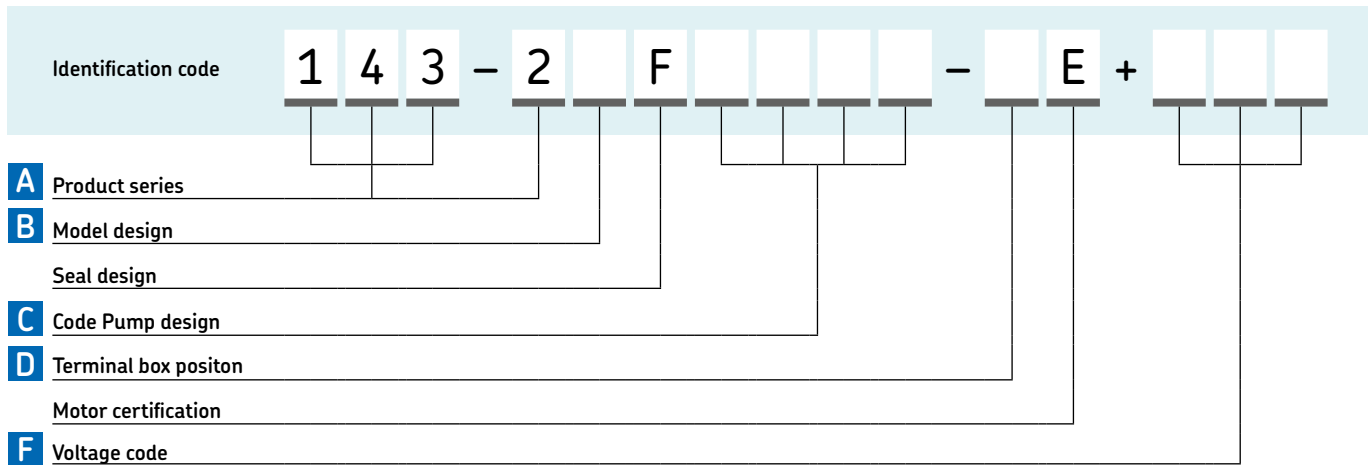 Identification code 1 4 3 – 2 F – E +
A Product series
B Model design
Seal design
C Code Pump design
D Terminal box positon
Motor certification
F Voltage code